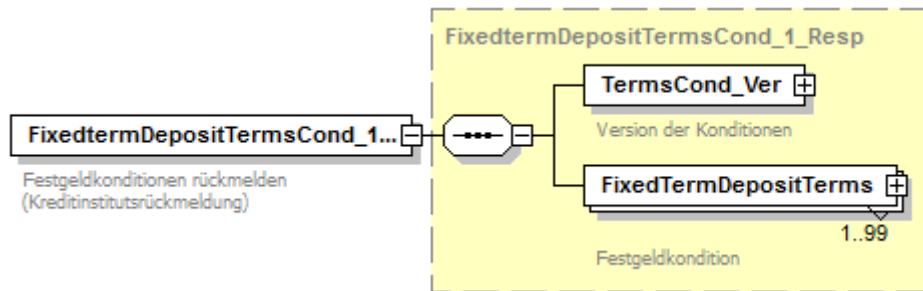 FixedtermDepositTermsCond_1_Resp
TermsCond_Ver
Version der Konditionen
FixedtermDepositTermsCond_1...
Festgeldkonditionen rückmelden
(Kreditinstitutsrückmeldung)
FixedTermDepositTerms
1..99
Festgeldkondition